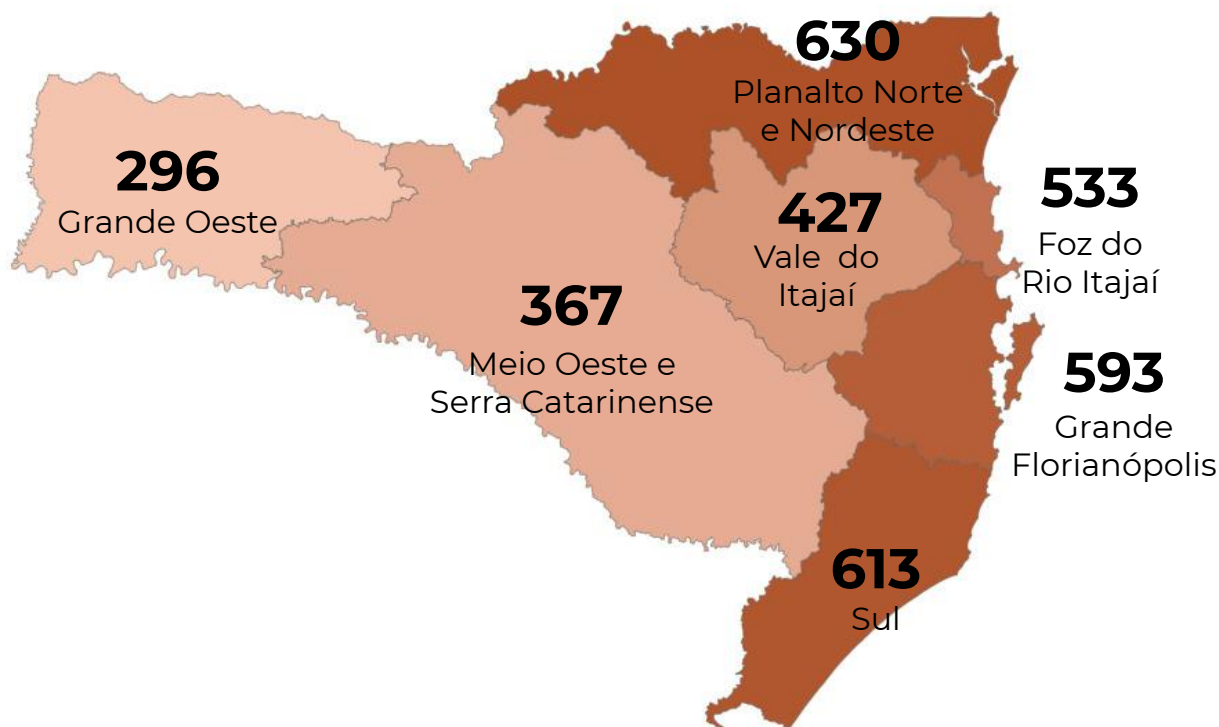 630
Planalto Norte
e Nordeste
296
Grande Oeste
427
Vale do
Itajaí
533
Foz do
Rio Itajaí
367
Meio Oeste e
Serra Catarinense
593
Grande
Florianópolis
613
Sul